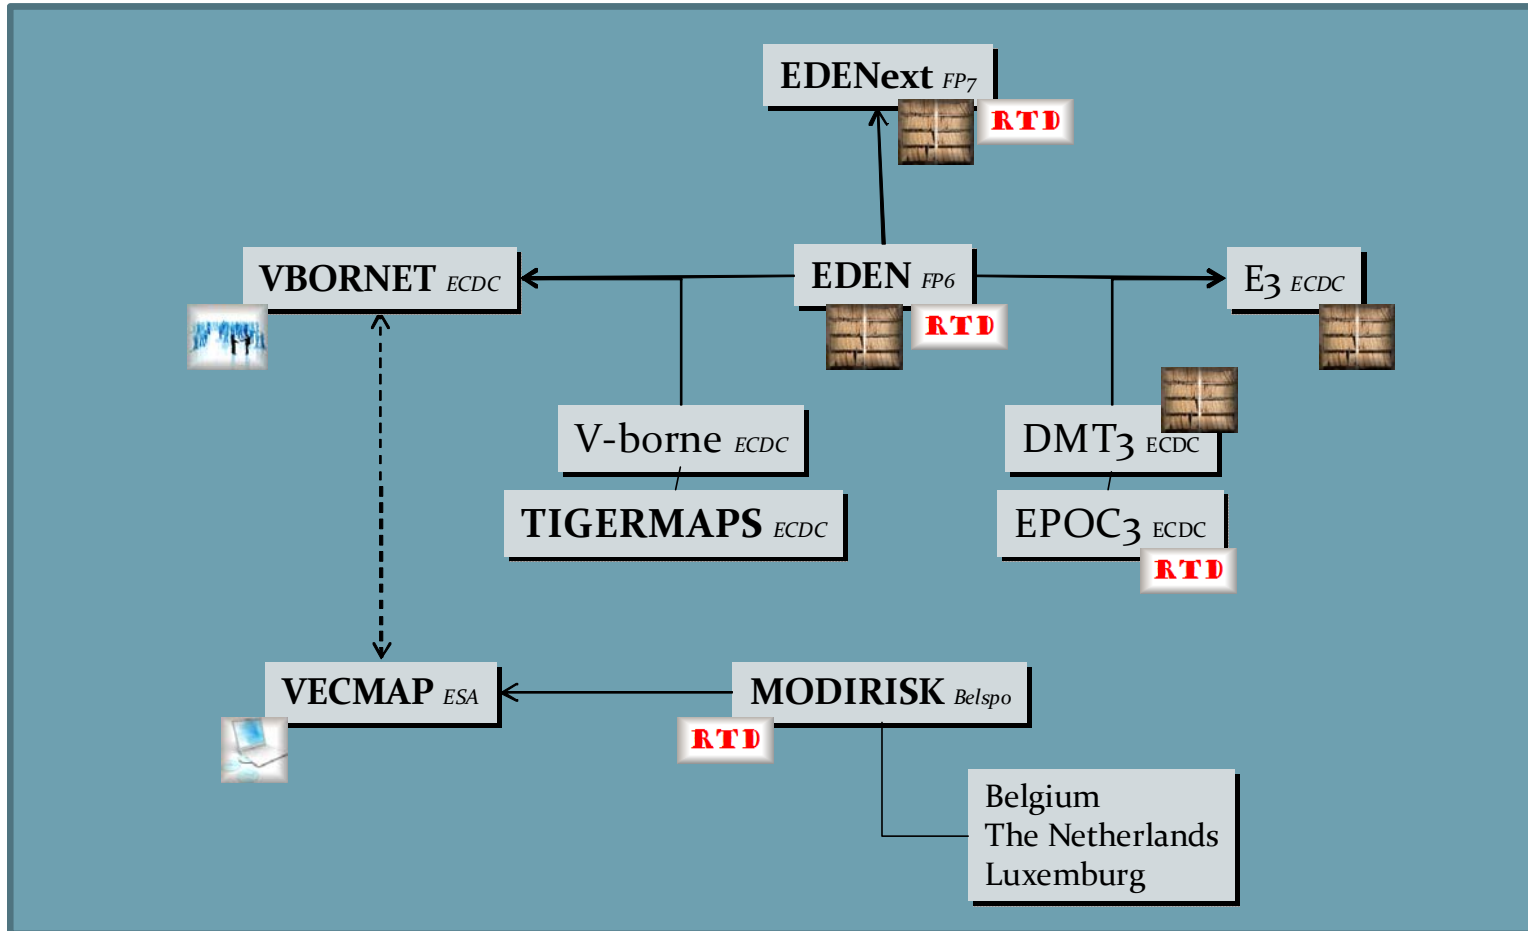 EDENext FP7
RTD
VBORNET ECDC
EDEN FP6
E3 ECDC
RTD
V-borne ECDC
DMT3 ECDC
TIGERMAPS ECDC
EPOC3 ECDC
RTD
VECMAP ESA
MODIRISK Belspo
RTD
Belgium
The Netherlands
Luxemburg